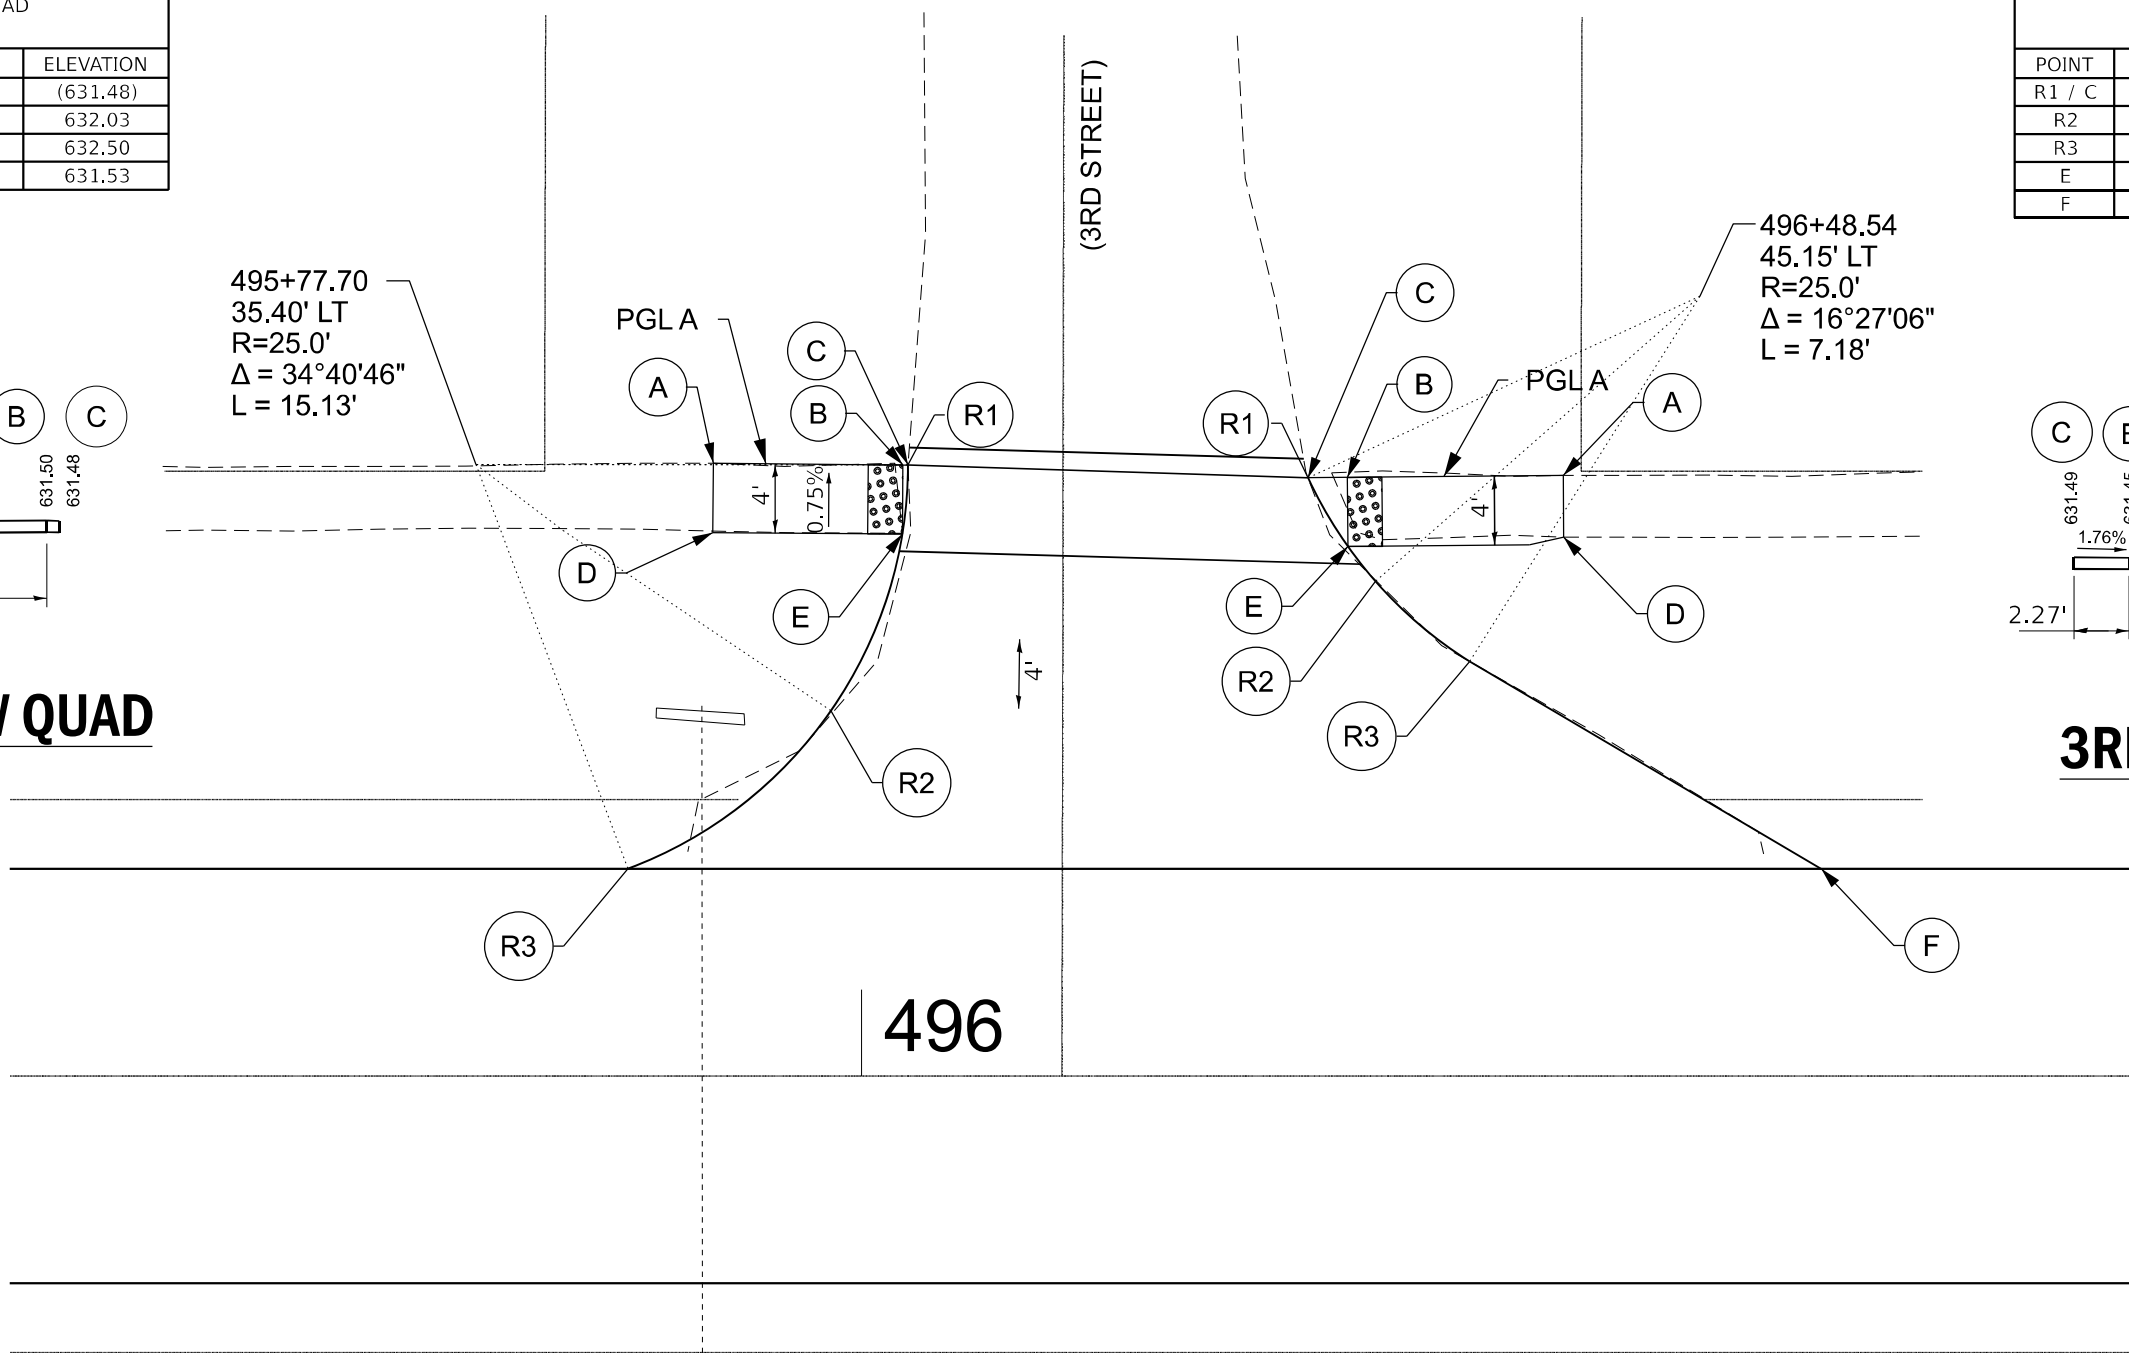 AD
ELEVATION
(631.48)
632.03
632.50
631.53
POINT
R1 / C
R2
R3
E
F
(3RD STREET)
495+77.70
35.40' LT
R=25.0'
Δ = 34°40'46"
L = 15.13'
496+48.54
45.15' LT
R=25.0'
Δ = 16°27'06"
L = 7.18'
PGL A
C
A
B
R1
D
E
4'
0.75%
R2
R3
C
B
R1
PGL A
A
4'
E
D
R2
R3
F
4'
B
C
631.50
631.48
QUAD
C
631.49
1.76%
2.27'
496